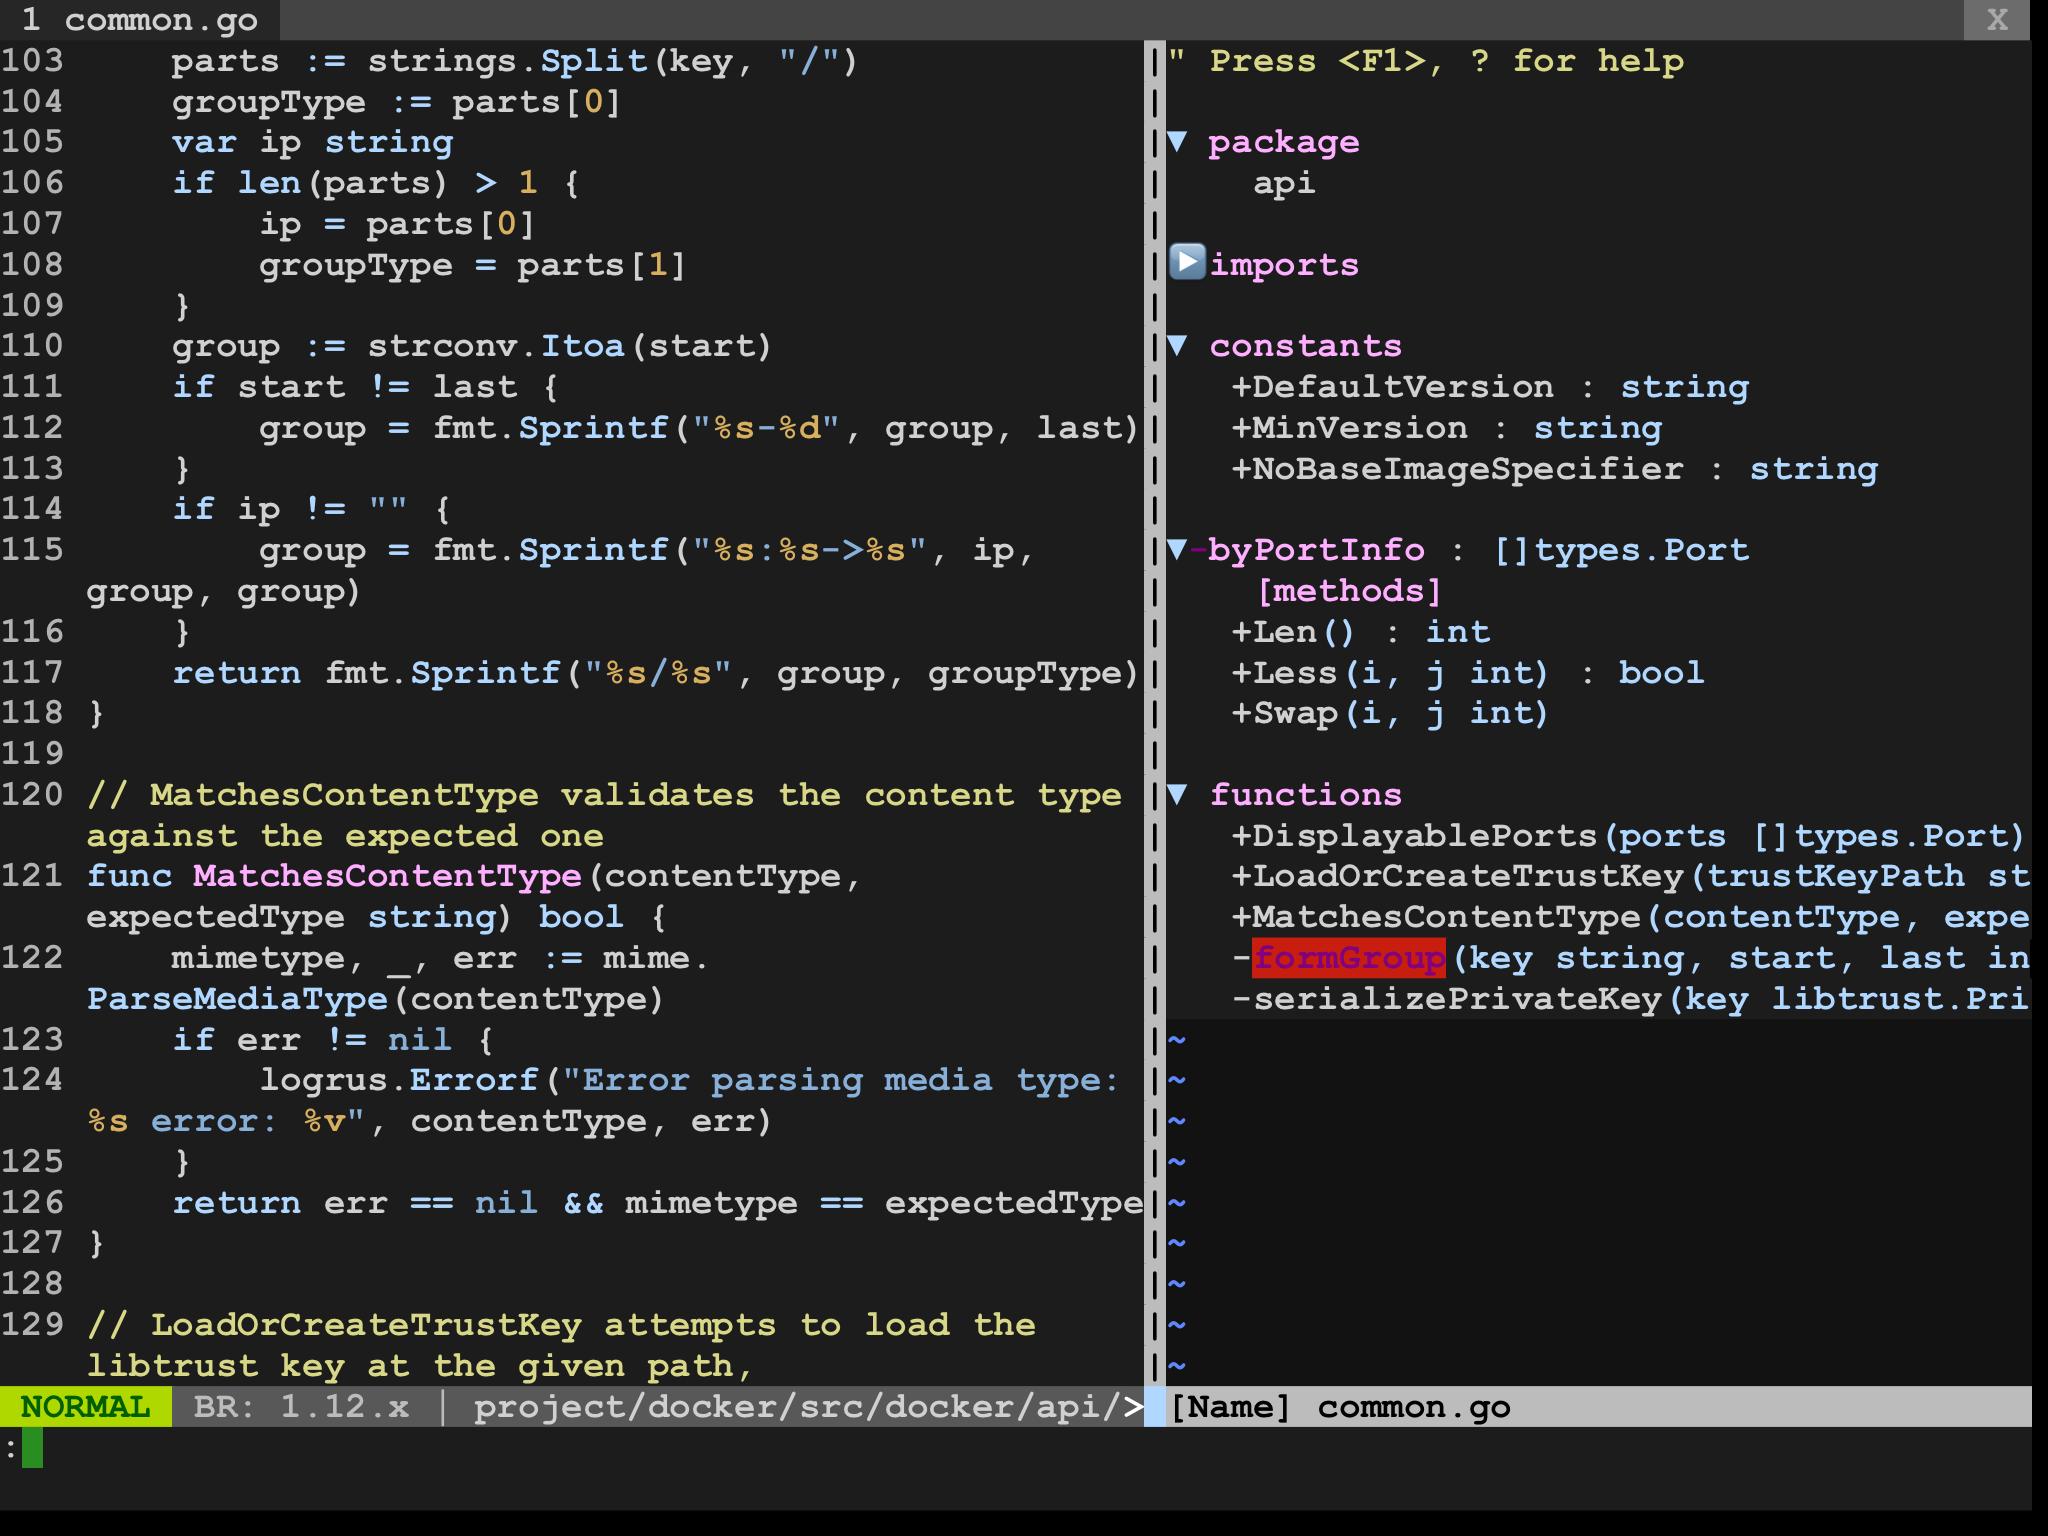 1 common.go X
103 parts := strings.Split(key, "/")
104 groupType := parts[0]
105 var ip string
106 if len(parts) > 1 {
107 ip = parts[0]
108 groupType = parts[1]
109 }
110 group := strconv.Itoa(start)
111 if start != last {
112 group = fmt.Sprintf("%s-%d", group, last)
113 }
114 if ip != "" {
115 group = fmt.Sprintf("%s:%s->%s", ip,
group, group)
116 }
117 return fmt.Sprintf("%s/%s", group, groupType)
118 }
119
120 // MatchesContentType validates the content type
against the expected one
121 func MatchesContentType(contentType,
expectedType string) bool {
122 mimetype, _, err := mime.
ParseMediaType(contentType)
123 if err != nil {
124 logrus.Errorf("Error parsing media type:
%s error: %v", contentType, err)
125 }
126 return err == nil && mimetype == expectedType
127 }
128
129 // LoadOrCreateTrustKey attempts to load the
libtrust key at the given path,
NORMAL BR: 1.12.x | project/docker/src/docker/api/>
:
" Press <F1>, ? for help
▼ package
api
▶ imports
▼ constants
+DefaultVersion : string
+MinVersion : string
+NoBaseImageSpecifier : string
▼-byPortInfo : []types.Port
[methods]
+Len() : int
+Less(i, j int) : bool
+Swap(i, j int)
▼ functions
+DisplayablePorts(ports []types.Port)
+LoadOrCreateTrustKey(trustKeyPath st
+MatchesContentType(contentType, expe
-formGroup(key string, start, last in
-serializePrivateKey(key libtrust.Pri
~
~
~
~
~
~
~
~
~
[Name] common.go